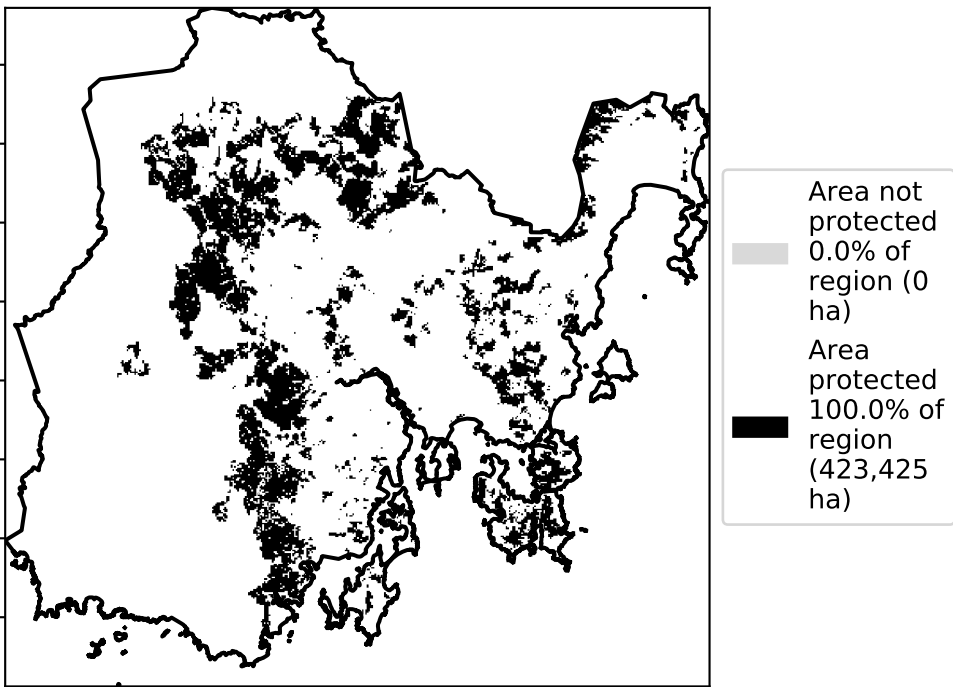 Area not
protected
0.0% of
region (0
ha)
Area
protected
100.0% of
region
(423,425
ha)